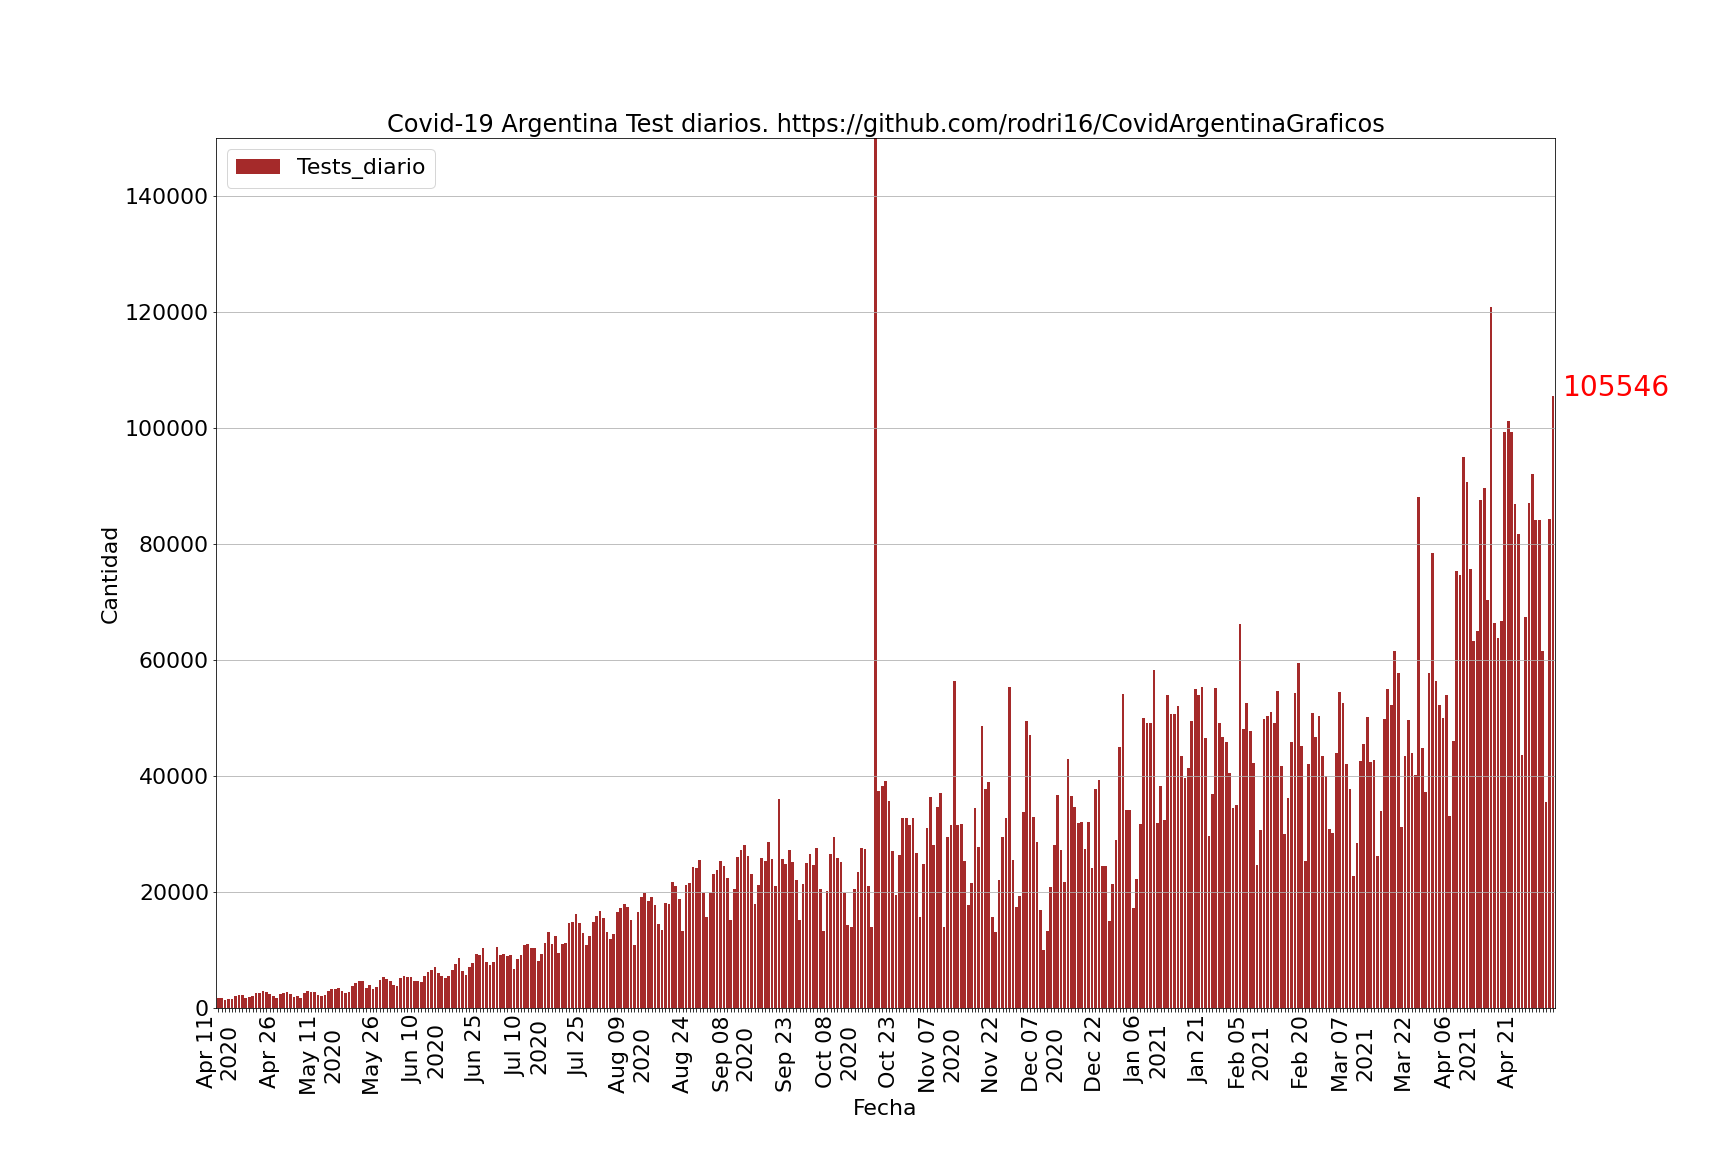 Covid-19 Argentina Test diarios. https://github.com/rodri16/CovidArgentinaGraficos
Tests_diario
140000
120000
100000
80000
60000
40000
20000
0
Cantidad
105546
Apr 11
2020
Apr 26
May 11
2020
May 26
Jun 10
2020
Jun 25
Jul 10
2020
Jul 25
Aug 09
2020
Aug 24
Sep 08
2020
Sep 23
Oct 08
2020
Oct 23
Nov 07
2020
Nov 22
Dec 07
2020
Dec 22
Jan 06
2021
Jan 21
Feb 05
2021
Feb 20
Mar 07
2021
Mar 22
Apr 06
2021
Apr 21
Fecha